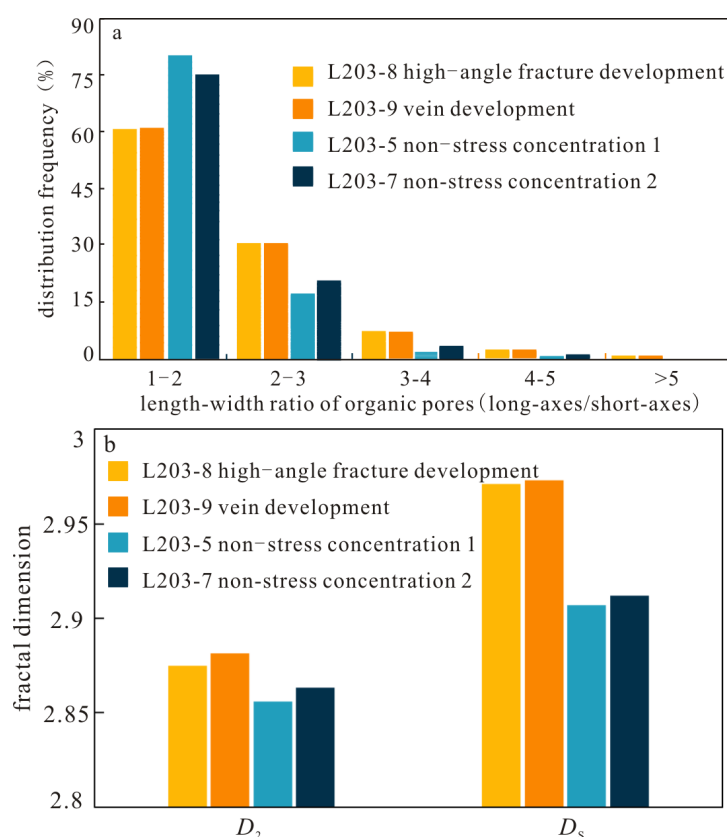 a
90
75
60
45
30
15
0
distribution frequency (%)
L203-8 high-angle fracture development
L203-9 vein development
L203-5 non-stress concentration 1
L203-7 non-stress concentration 2
1-2 2-3 3-4 4-5 >5
length-width ratio of organic pores (long-axes/short-axes)
b
3
2.95
2.9
2.85
2.8
fractal dimension
L203-8 high-angle fracture development
L203-9 vein development
L203-5 non-stress concentration 1
L203-7 non-stress concentration 2
D₂ Dₛ